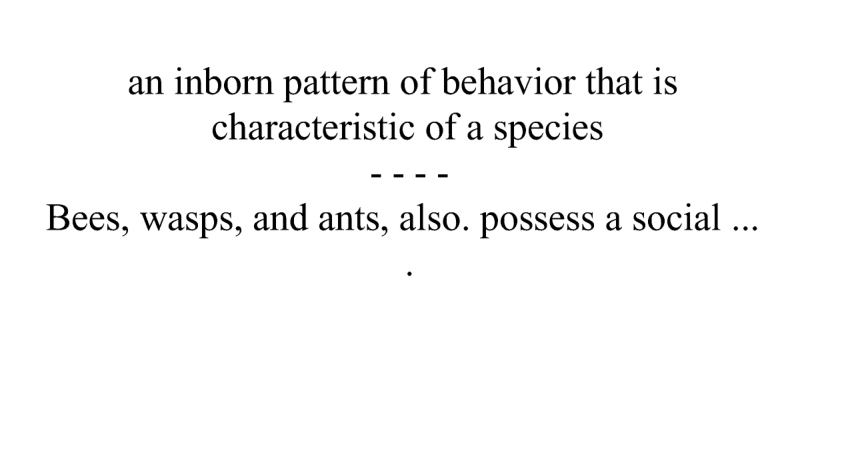 an inborn pattern of behavior that is
characteristic of a species
- - - -
Bees, wasps, and ants, also. possess a social ...
.